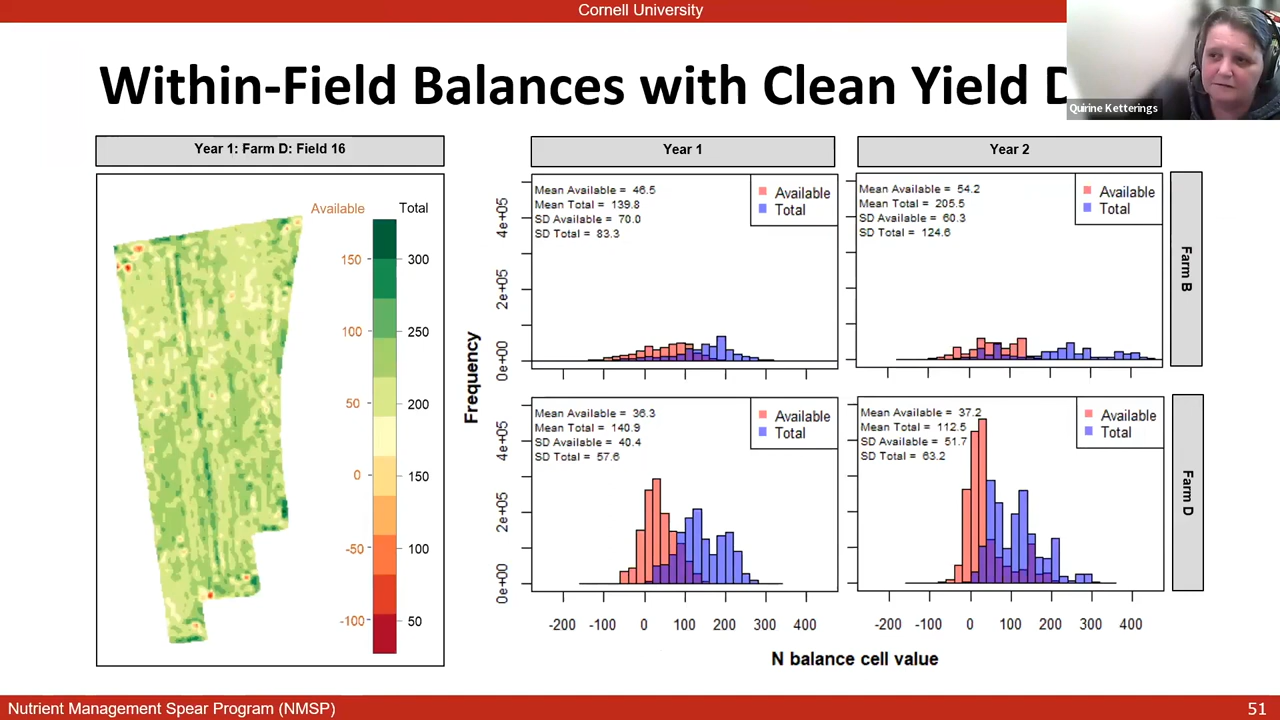 Cornell University
Within-Field Balances with Clean Yield D
Quirine Ketterings
Year 1: Farm D: Field 16
Available Total
150 300
100 250
50 200
0 150
-50 100
-100 50
Year 1
Year 2
Frequency
4e+05
2e+05
0e+00
Mean Available = 46.5
Mean Total = 139.8
SD Available = 70.0
SD Total = 83.3
Available
Total
Mean Available = 54.2
Mean Total = 205.5
SD Available = 60.3
SD Total = 124.6
Available
Total
Farm B
4e+05
2e+05
0e+00
Mean Available = 36.3
Mean Total = 140.9
SD Available = 40.4
SD Total = 57.6
Available
Total
Mean Available = 37.2
Mean Total = 112.5
SD Available = 51.7
SD Total = 63.2
Available
Total
Farm D
-200 -100 0 100 200 300 400
-200 -100 0 100 200 300 400
N balance cell value
Nutrient Management Spear Program (NMSP)
51